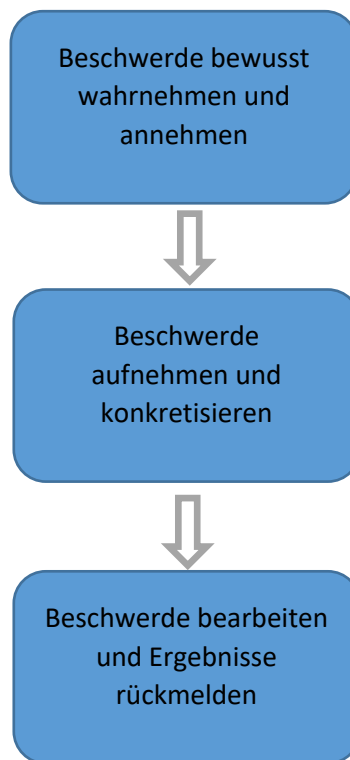 Beschwerde bewusst
wahrnehmen und
annehmen
Beschwerde
aufnehmen und
konkretisieren
Beschwerde bearbeiten
und Ergebnisse
rückmelden